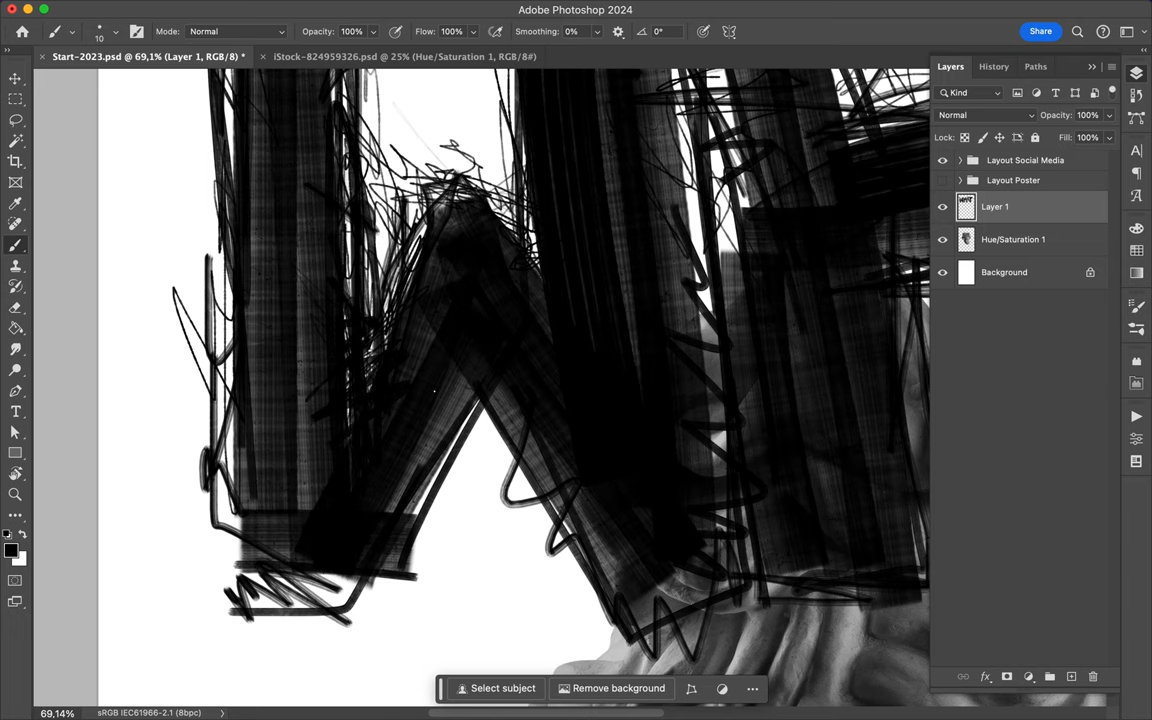 Adobe Photoshop 2024
10
Mode: Normal
Opacity: 100%
Flow: 100%
Smoothing: 0%
0°
Share
Start-2023.psd @ 69,1% (Layer 1, RGB/8) *
iStock-824959326.psd @ 25% (Hue/Saturation 1, RGB/8#)
Layers
History
Paths
Kind
Normal
Opacity: 100%
Lock:
Fill: 100%
Layout Social Media
Layout Poster
Layer 1
Hue/Saturation 1
Background
Select subject
Remove background
fx
69,14%
sRGB IEC61966-2.1 (8bpc)